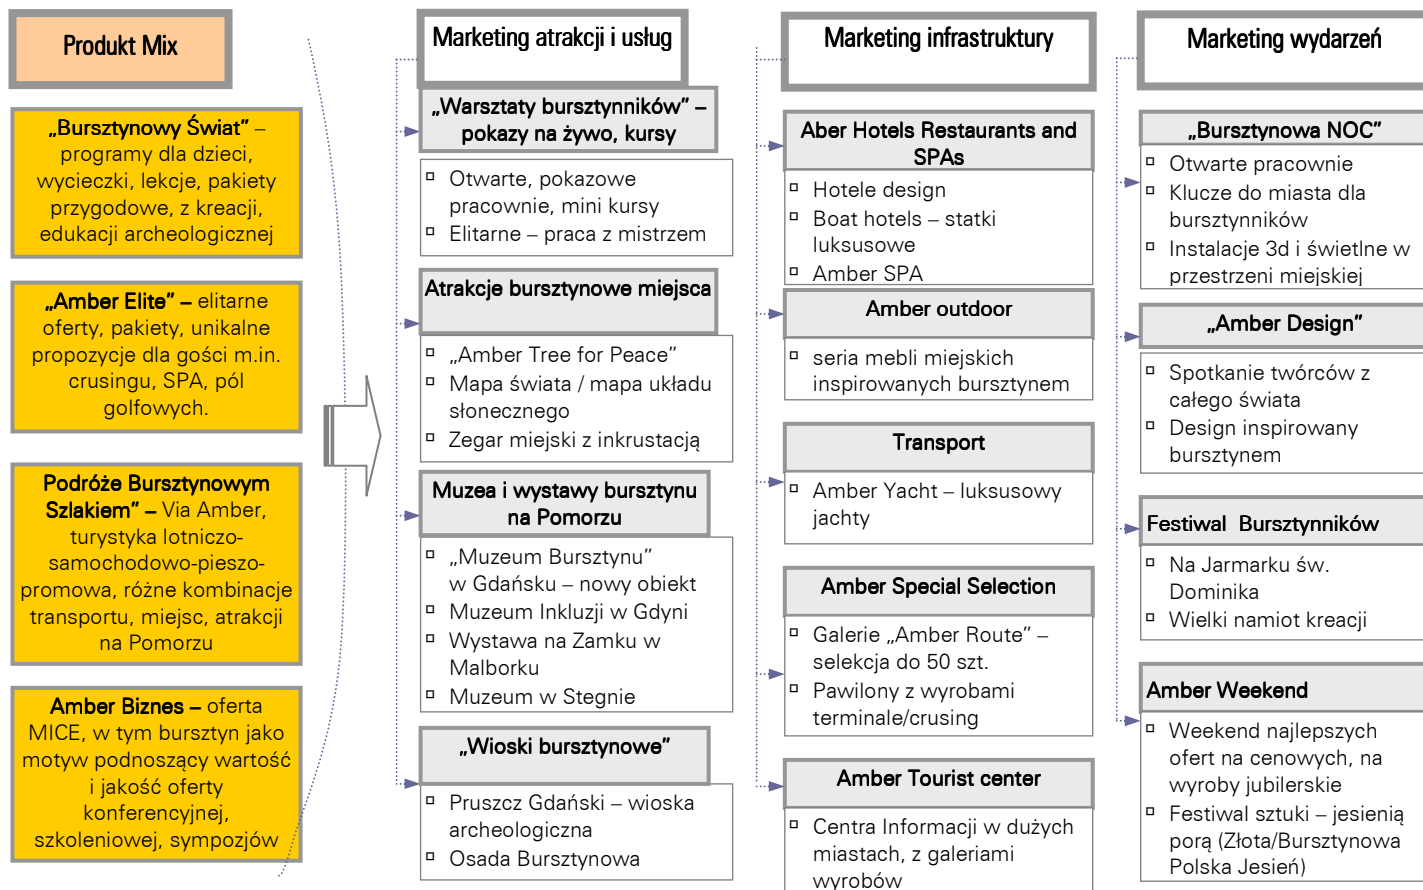 Produkt Mix
„Bursztynowy Świat” –
programy dla dzieci,
wycieczki, lekcje, pakiety
przygodowe, z kreacji,
edukacji archeologicznej
„Amber Elite” – elitarne
oferty, pakiety, unikalne
propozycje dla gości m.in.
crusingu, SPA, pól
golfowych.
Podróże Bursztynowym
Szlakiem” – Via Amber,
turystyka lotniczo-
samochodowo-pieszo-
promowa, różne kombinacje
transportu, miejsc, atrakcji
na Pomorzu
Amber Biznes – oferta
MICE, w tym bursztyn jako
motyw podnoszący wartość
i jakość oferty
konferencyjnej,
szkoleniowej, sympozjów
Marketing atrakcji i usług
„Warsztaty bursztynników” –
pokazy na żywo, kursy
Otwarte, pokazowe
pracownie, mini kursy
Elitarne – praca z mistrzem
Atrakcje bursztynowe miejsca
„Amber Tree for Peace”
Mapa świata / mapa układu
słonecznego
Zegar miejski z inkrustacją
Muzea i wystawy bursztynu
na Pomorzu
„Muzeum Bursztynu”
w Gdańsku – nowy obiekt
Muzeum Inkluzji w Gdyni
Wystawa na Zamku w
Malborku
Muzeum w Stegnie
„Wioski bursztynowe”
Pruszcz Gdański – wioska
archeologiczna
Osada Bursztynowa
Marketing infrastruktury
Aber Hotels Restaurants and
SPAs
Hotele design
Boat hotels – statki
luksusowe
Amber SPA
Amber outdoor
seria mebli miejskich
inspirowanych bursztynem
Transport
Amber Yacht – luksusowy
jachty
Amber Special Selection
Galerie „Amber Route” –
selekcja do 50 szt.
Pawilony z wyrobami
terminale/crusing
Amber Tourist center
Centra Informacji w dużych
miastach, z galeriami
wyrobów
Marketing wydarzeń
„Bursztynowa NOC”
Otwarte pracownie
Klucze do miasta dla
bursztynników
Instalacje 3d i świetlne w
przestrzeni miejskiej
„Amber Design”
Spotkanie twórców z
całego świata
Design inspirowany
bursztynem
Festiwal Bursztynników
Na Jarmarku św.
Dominika
Wielki namiot kreacji
Amber Weekend
Weekend najlepszych
ofert na cenowych, na
wyroby jubilerskie
Festiwal sztuki – jesienią
porą (Złota/Bursztynowa
Polska Jesień)